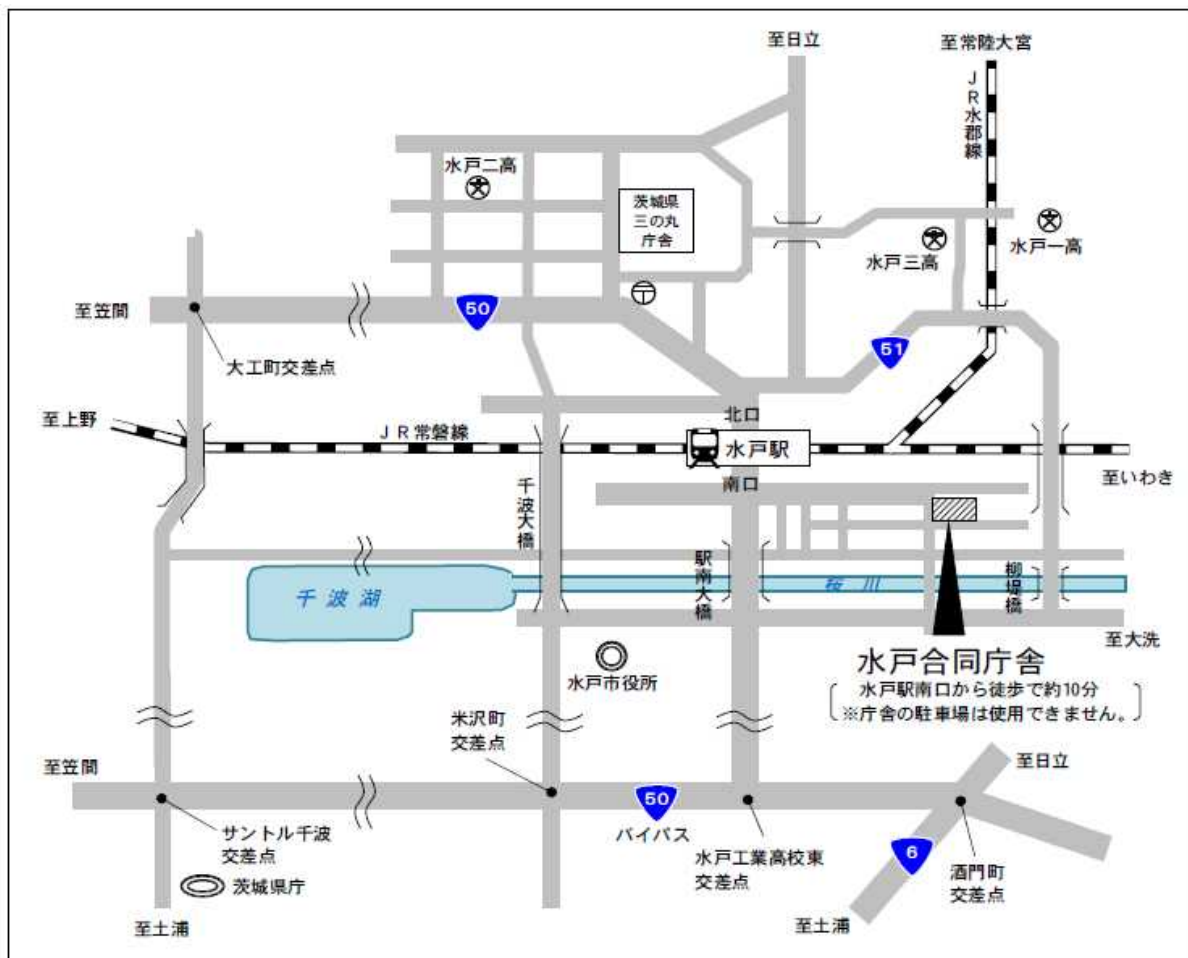 至日立
至常陸大宮
JR水郡線
水戸二高
茨城県
三の丸
庁舎
水戸三高
水戸一高
至笠間
50
51
大工町交差点
至上野
JR常磐線
北口
水戸駅
南口
至いわき
千波大橋
駅南大橋
柳堤橋
千波湖
桜川
至大洗
水戸合同庁舎
水戸駅南口から徒歩で約10分
※庁舎の駐車場は使用できません。
水戸市役所
米沢町
交差点
至笠間
至日立
50
バイパス
サントル千波
交差点
水戸工業高校東
交差点
6
酒門町
交差点
茨城県庁
至土浦
至土浦